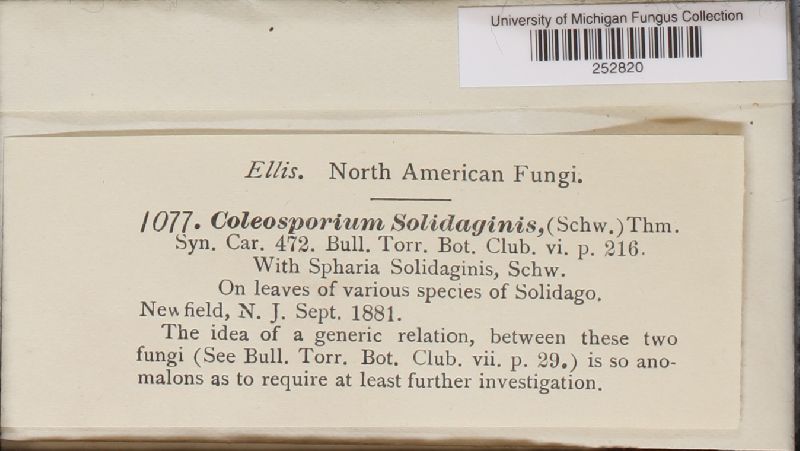 University of Michigan Fungus Collection
252820
Ellis. North American Fungi.
1077. Coleosporium Solidaginis, (Schw.) Thm.
Syn. Car. 472. Bull. Torr. Bot. Club. vi. p. 216.
With Spharia Solidaginis, Schw.
On leaves of various species of Solidago.
Newfield, N. J. Sept. 1881.
The idea of a generic relation, between these two
fungi (See Bull. Torr. Bot. Club. vii. p. 29.) is so ano-
malons as to require at least further investigation.